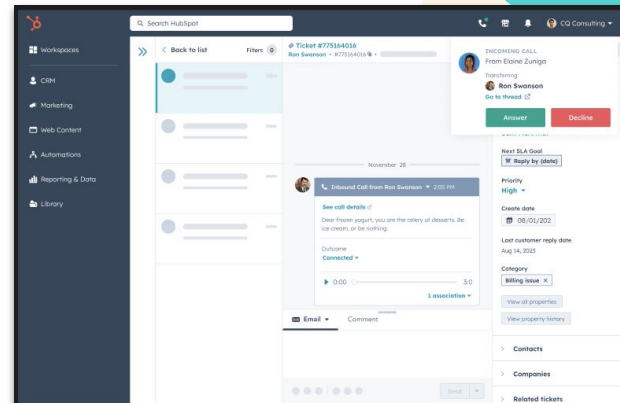 Search HubSpot
CQ Consulting
Workspaces
CRM
Marketing
Web Content
Automations
Reporting & Data
Library
Back to list
Filters 0
Ticket #775164016
Ron Swanson • #775164016 •
November 28
Inbound Call from Ron Swanson 2:05 PM
See call details
Dear frozen yogurt, you are the celery of desserts. Be
ice cream, or be nothing.
Outcome
Connected
0:00 3:0
1 association
Email
Comment
Send
INCOMING CALL
From Elaine Zuniga
Transferring
Ron Swanson
Go to thread
Answer
Decline
Next SLA Goal
Reply by (date)
Priority
High
Create date
08/01/202
Last customer reply date
Aug 14, 2023
Category
Billing issue X
View all properties
View property history
Contacts
Companies
Related tickets